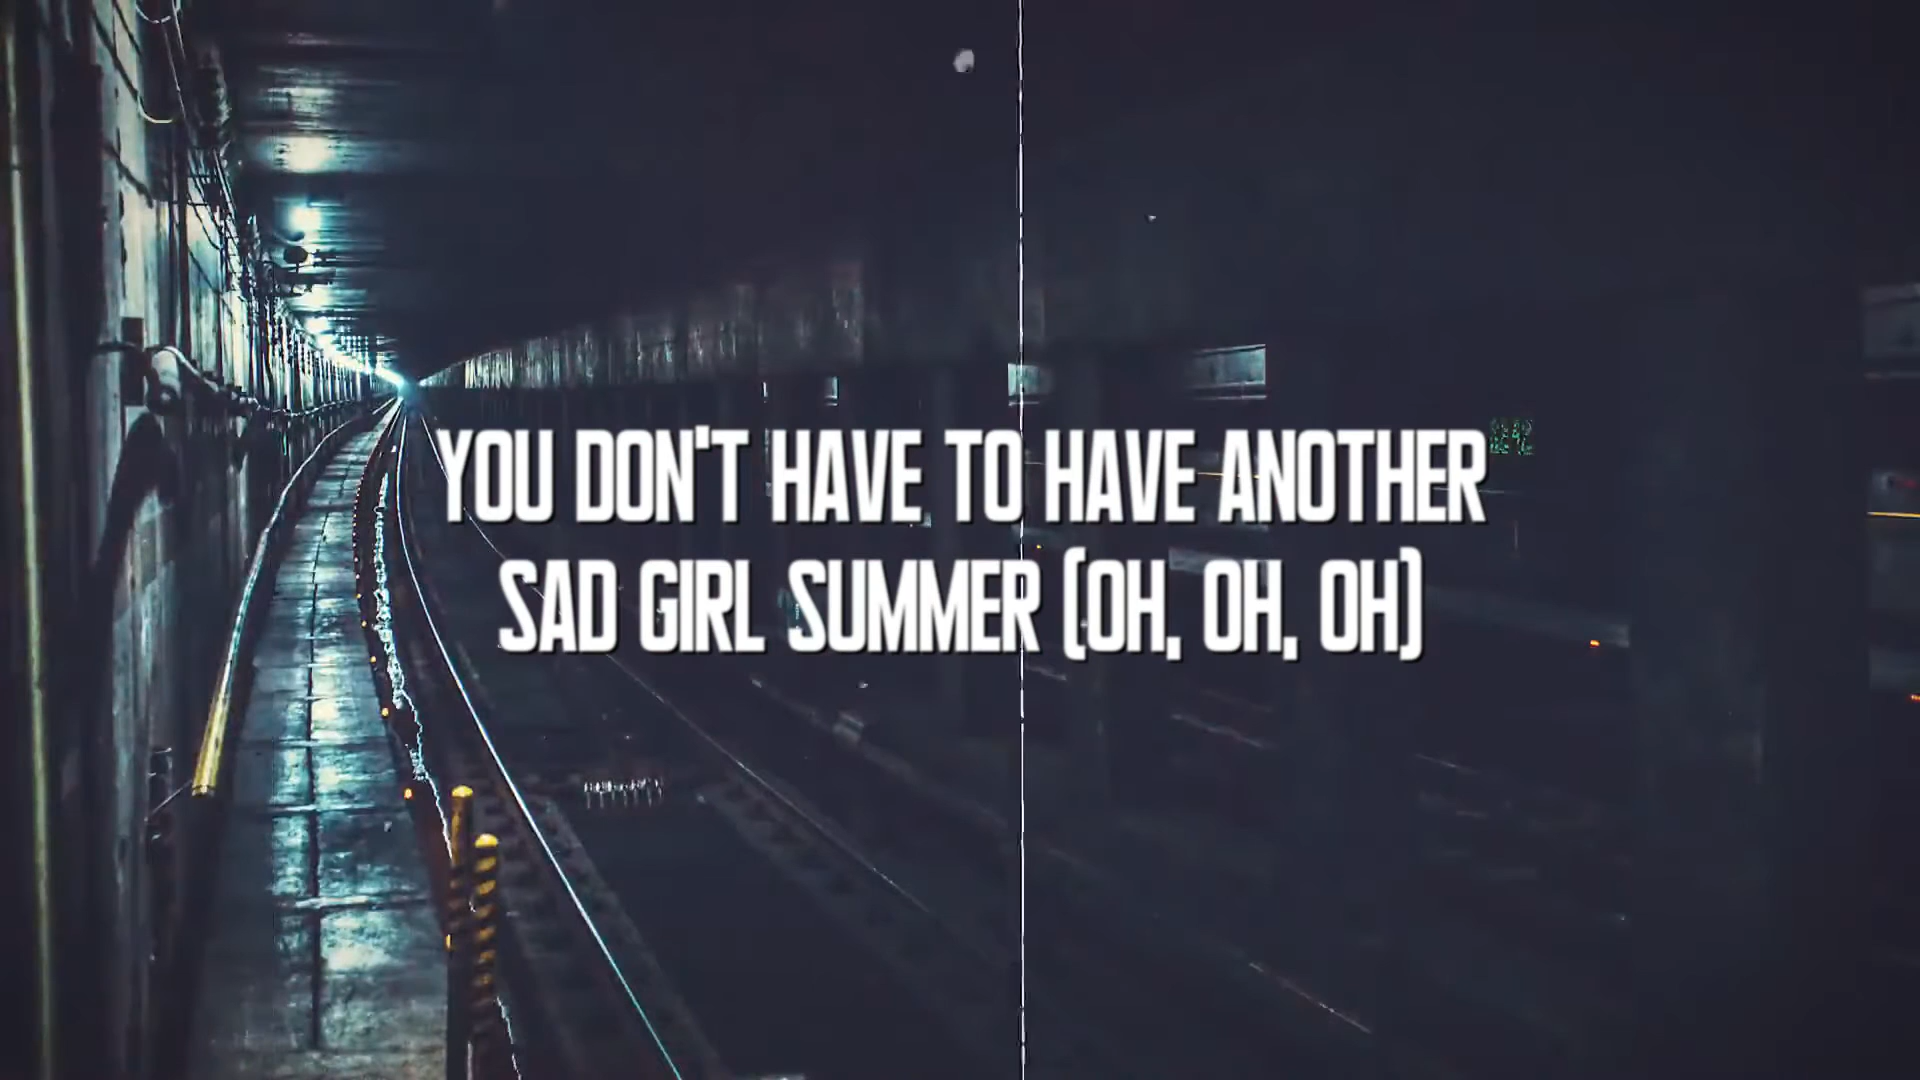 YOU DON'T HAVE TO HAVE ANOTHER
SAD GIRL SUMMER (OH, OH, OH)